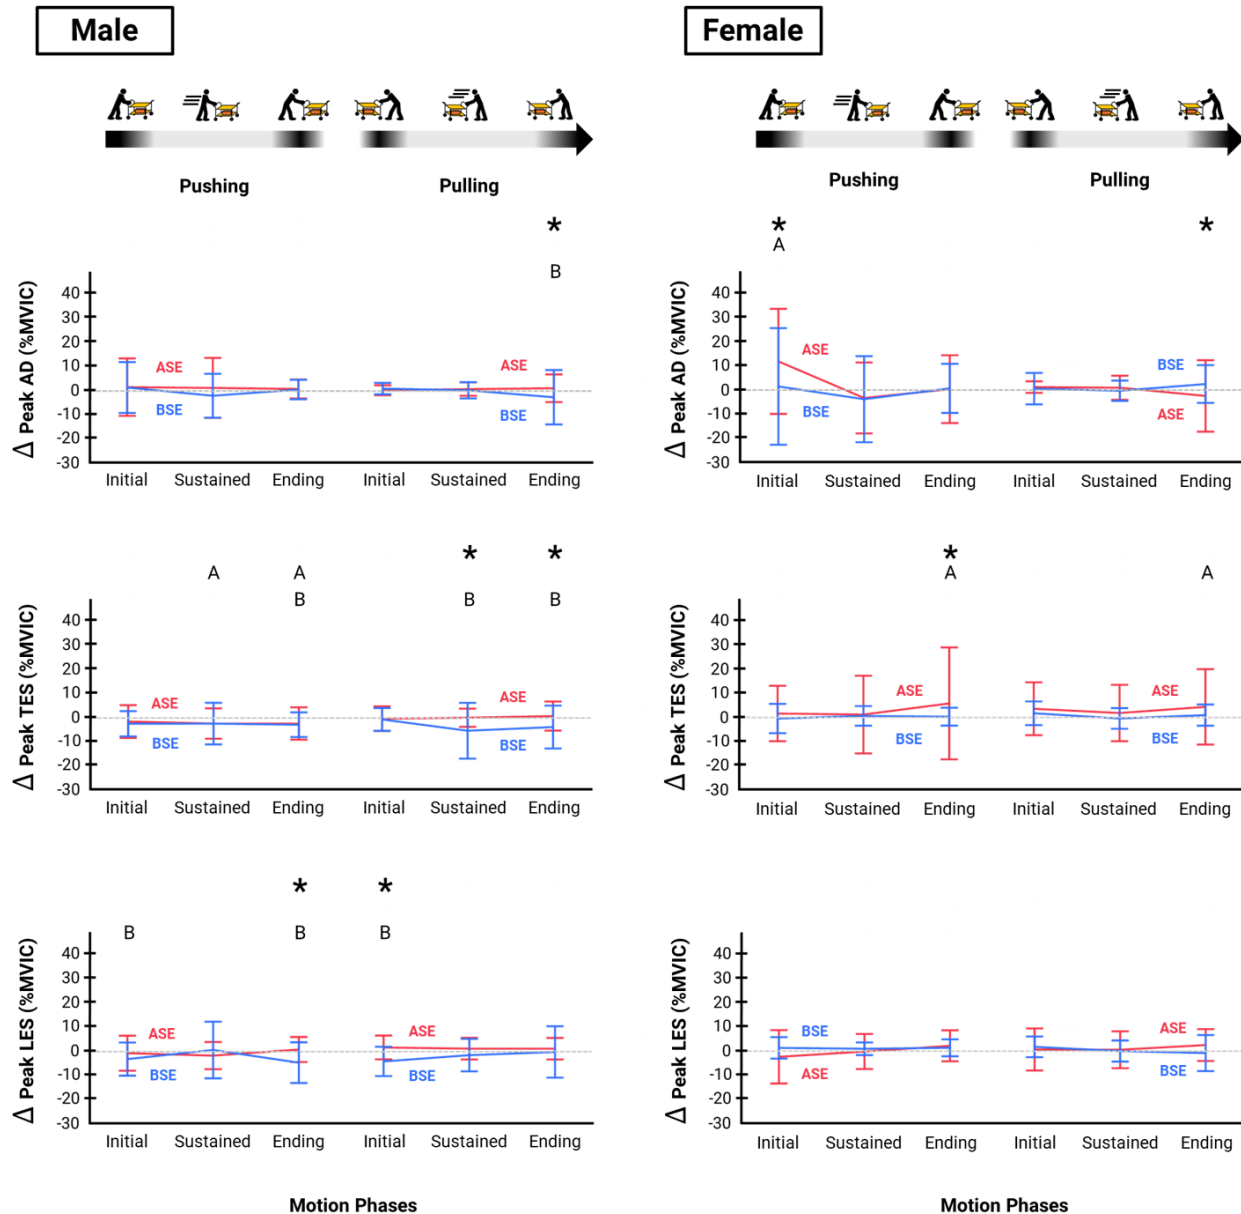 Male
Female
Pushing
Pulling
Pushing
Pulling
*
B
Δ Peak AD (%MVIC)
40
30
20
10
0
-10
-20
-30
ASE
BSE
ASE
BSE
Initial Sustained Ending Initial Sustained Ending
* A
*
Δ Peak AD (%MVIC)
40
30
20
10
0
-10
-20
-30
ASE
BSE
BSE
ASE
Initial Sustained Ending Initial Sustained Ending
* *
A A
B B B
Δ Peak TES (%MVIC)
40
30
20
10
0
-10
-20
-30
ASE
BSE
ASE
BSE
Initial Sustained Ending Initial Sustained Ending
*
A A
Δ Peak TES (%MVIC)
40
30
20
10
0
-10
-20
-30
ASE
BSE
ASE
BSE
Initial Sustained Ending Initial Sustained Ending
* *
B B B
Δ Peak LES (%MVIC)
40
30
20
10
0
-10
-20
-30
ASE
BSE
ASE
Initial Sustained Ending Initial Sustained Ending
Motion Phases
Δ Peak LES (%MVIC)
40
30
20
10
0
-10
-20
-30
BSE
ASE
ASE
BSE
Initial Sustained Ending Initial Sustained Ending
Motion Phases